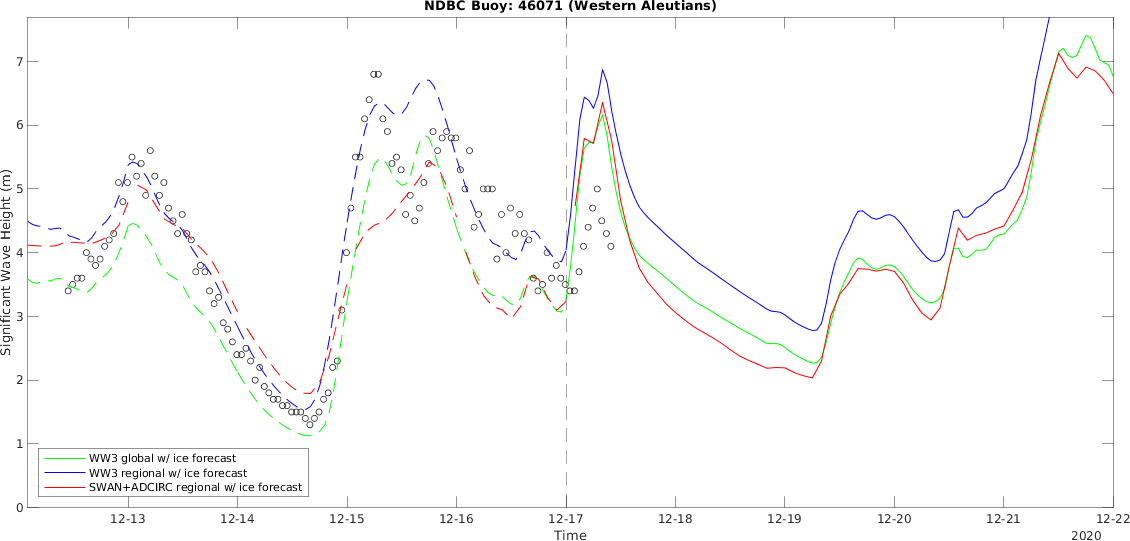 NDBC Buoy: 46071 (Western Aleutians)
Significant Wave Height (m)
7
6
5
4
3
2
1
0
WW3 global w/ ice forecast
WW3 regional w/ ice forecast
SWAN+ADCIRC regional w/ ice forecast
12-13 12-14 12-15 12-16 12-17 12-18 12-19 12-20 12-21 12-22
Time
2020